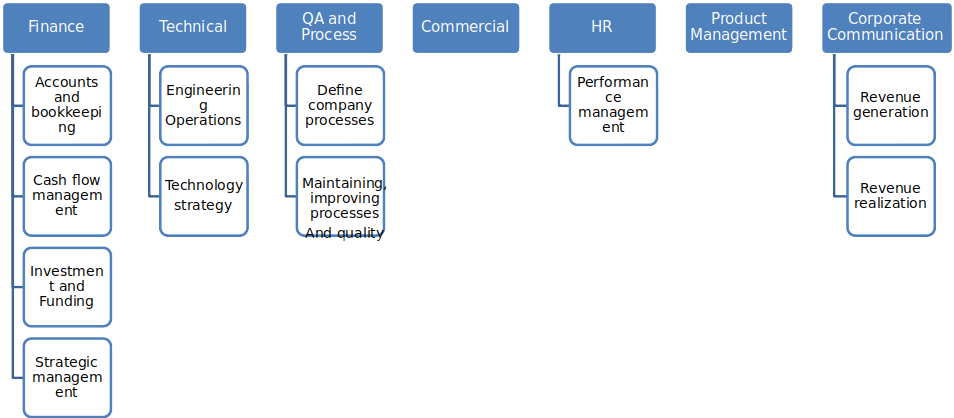 Finance
Technical
QA and
Process
Commercial
HR
Product
Management
Corporate
Communication
Accounts
and
bookkeepi
ng
Cash flow
managem
ent
Investmen
t and
Funding
Strategic
managem
ent
Engineerin
g
Operations
Technology
strategy
Define
company
processes
Maintaining,
improving
processes
And quality
Performan
ce
managem
ent
Revenue
generation
Revenue
realization